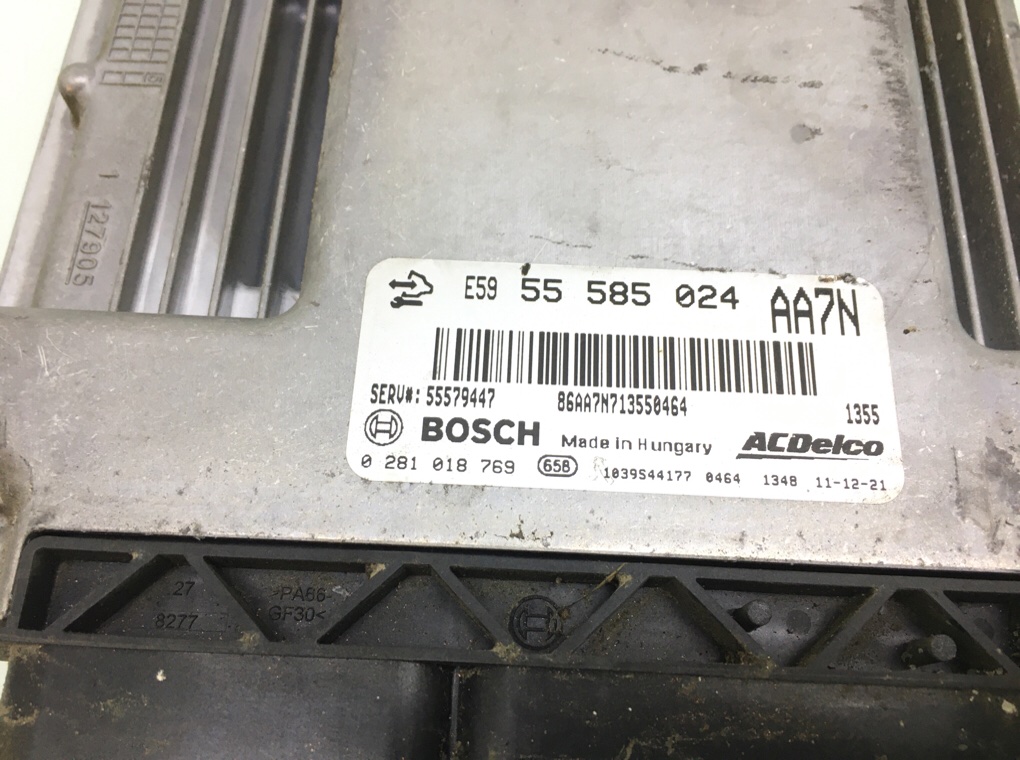 1 127905
E59 55 585 024 AA7N
SERV#: 55579447 86AA7N713550464 1355
BOSCH Made in Hungary ACDelco
0 281 018 769 658 1039S44177 0464 1348 11-12-21
27 >PA66-
8277 GF30<